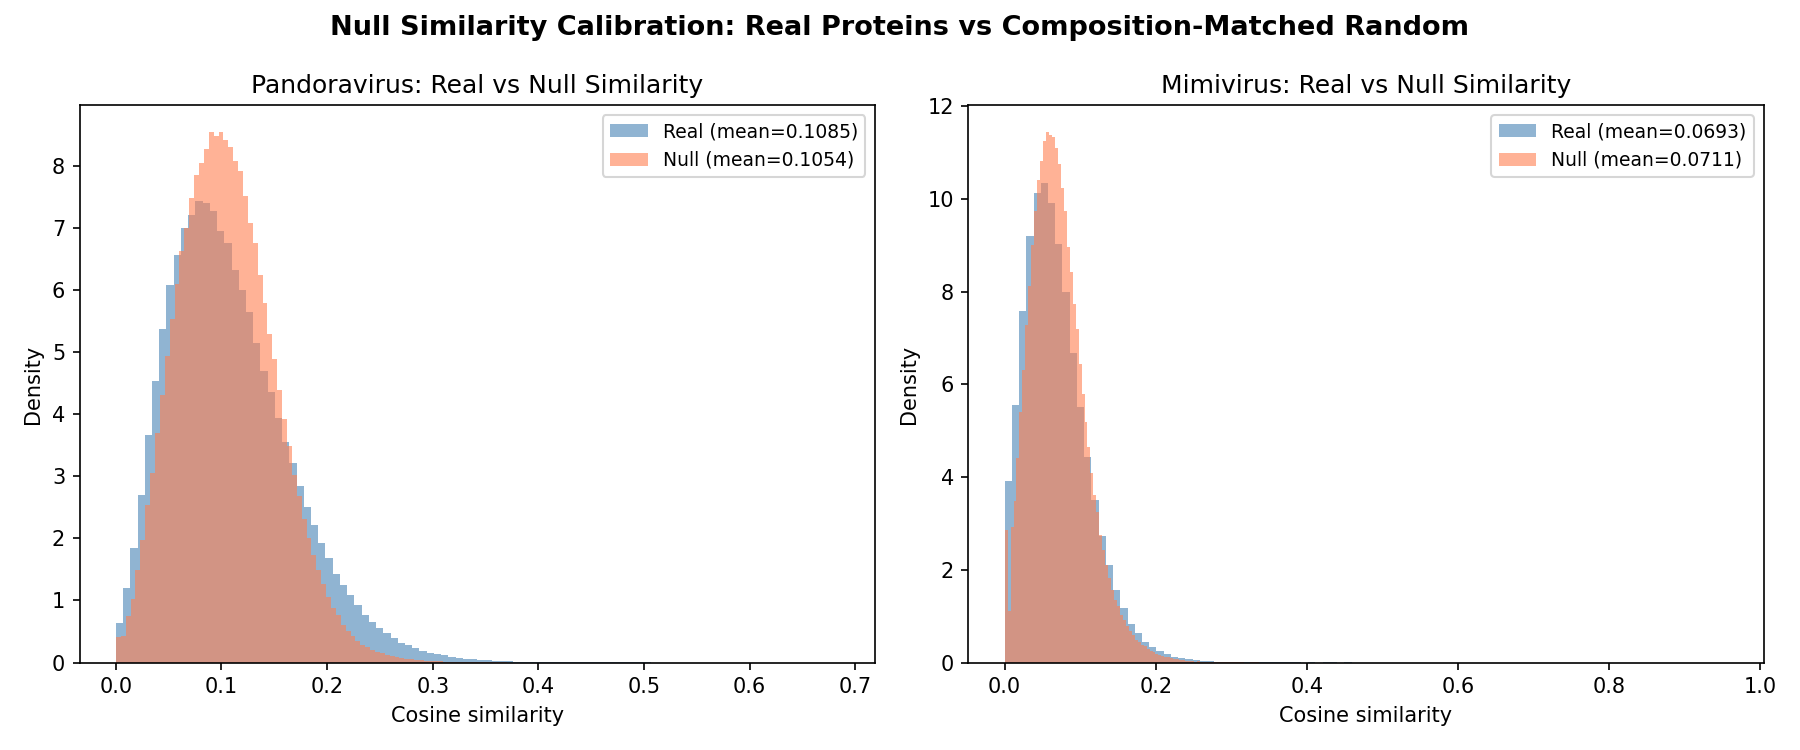 Null Similarity Calibration: Real Proteins vs Composition-Matched Random
Pandoravirus: Real vs Null Similarity
Real (mean=0.1085)
Null (mean=0.1054)
Density
8
7
6
5
4
3
2
1
0
0.0 0.1 0.2 0.3 0.4 0.5 0.6 0.7
Cosine similarity
Mimivirus: Real vs Null Similarity
Real (mean=0.0693)
Null (mean=0.0711)
Density
12
10
8
6
4
2
0
0.0 0.2 0.4 0.6 0.8 1.0
Cosine similarity